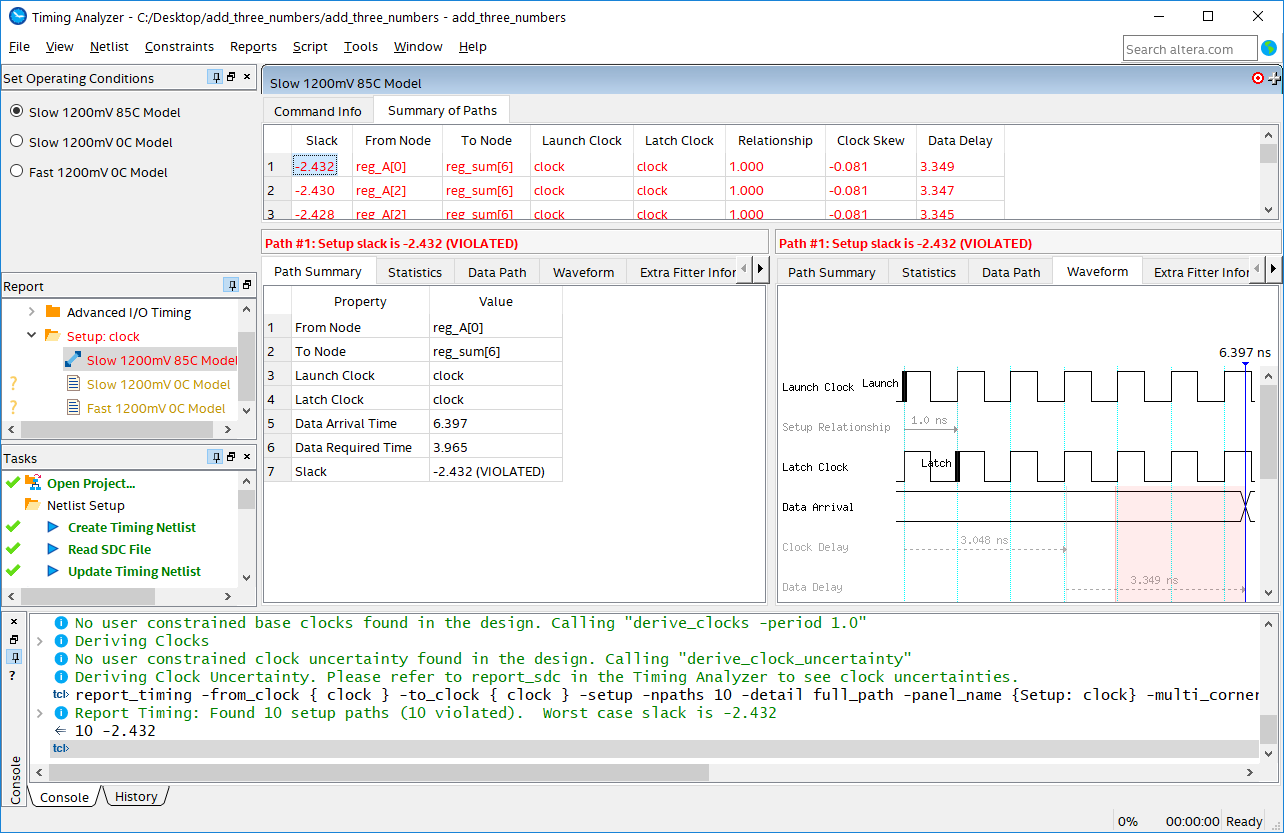 Timing Analyzer - C:/Desktop/add_three_numbers/add_three_numbers - add_three_numbers
File View Netlist Constraints Reports Script Tools Window Help
Search altera.com
Set Operating Conditions
Slow 1200mV 85C Model
Slow 1200mV 0C Model
Fast 1200mV 0C Model
Report
Advanced I/O Timing
Setup: clock
Slow 1200mV 85C Model
? Slow 1200mV 0C Model
? Fast 1200mV 0C Model
Tasks
Open Project...
Netlist Setup
Create Timing Netlist
Read SDC File
Update Timing Netlist
Slow 1200mV 85C Model
Command Info Summary of Paths
Slack From Node To Node Launch Clock Latch Clock Relationship Clock Skew Data Delay
1 -2.432 reg_A[0] reg_sum[6] clock clock 1.000 -0.081 3.349
2 -2.430 reg_A[2] reg_sum[6] clock clock 1.000 -0.081 3.347
3 -2.428 reg_A[2] reg_sum[6] clock clock 1.000 -0.081 3.345
Path #1: Setup slack is -2.432 (VIOLATED)
Path Summary Statistics Data Path Waveform Extra Fitter Infor
Property Value
1 From Node reg_A[0]
2 To Node reg_sum[6]
3 Launch Clock clock
4 Latch Clock clock
5 Data Arrival Time 6.397
6 Data Required Time 3.965
7 Slack -2.432 (VIOLATED)
Path #1: Setup slack is -2.432 (VIOLATED)
Path Summary Statistics Data Path Waveform Extra Fitter Infor
6.397 ns
Launch Clock Launch
Setup Relationship 1.0 ns
Latch Clock Latch
Data Arrival
Clock Delay 3.048 ns
Data Delay 3.349 ns
No user constrained base clocks found in the design. Calling "derive_clocks -period 1.0"
Deriving Clocks
No user constrained clock uncertainty found in the design. Calling "derive_clock_uncertainty"
Deriving Clock Uncertainty. Please refer to report_sdc in the Timing Analyzer to see clock uncertainties.
tcl> report_timing -from_clock { clock } -to_clock { clock } -setup -npaths 10 -detail full_path -panel_name {Setup: clock} -multi_corner
Report Timing: Found 10 setup paths (10 violated).  Worst case slack is -2.432
⇐ 10 -2.432
tcl>
?
Console
Console History
0% 00:00:00 Ready